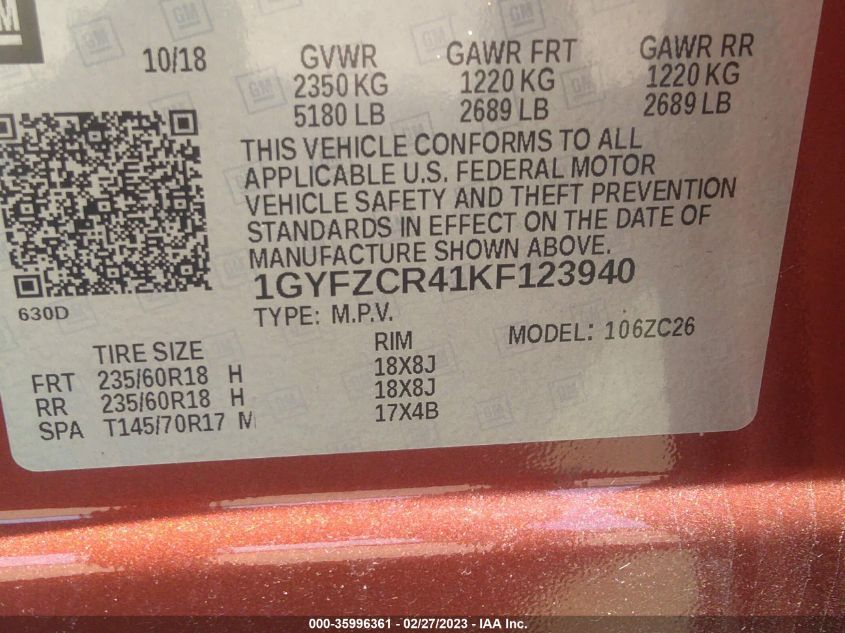 GM
10/18 GVWR GAWR FRT GAWR RR
2350 KG 1220 KG 1220 KG
5180 LB 2689 LB 2689 LB
THIS VEHICLE CONFORMS TO ALL
APPLICABLE U.S. FEDERAL MOTOR
VEHICLE SAFETY AND THEFT PREVENTION
STANDARDS IN EFFECT ON THE DATE OF
MANUFACTURE SHOWN ABOVE.
1GYFZCR41KF123940
630D
TYPE: M.P.V. MODEL: 106ZC26
TIRE SIZE RIM
FRT 235/60R18 H 18X8J
RR 235/60R18 H 18X8J
SPA T145/70R17 M 17X4B
000-35996361 - 02/27/2023 - IAA Inc.